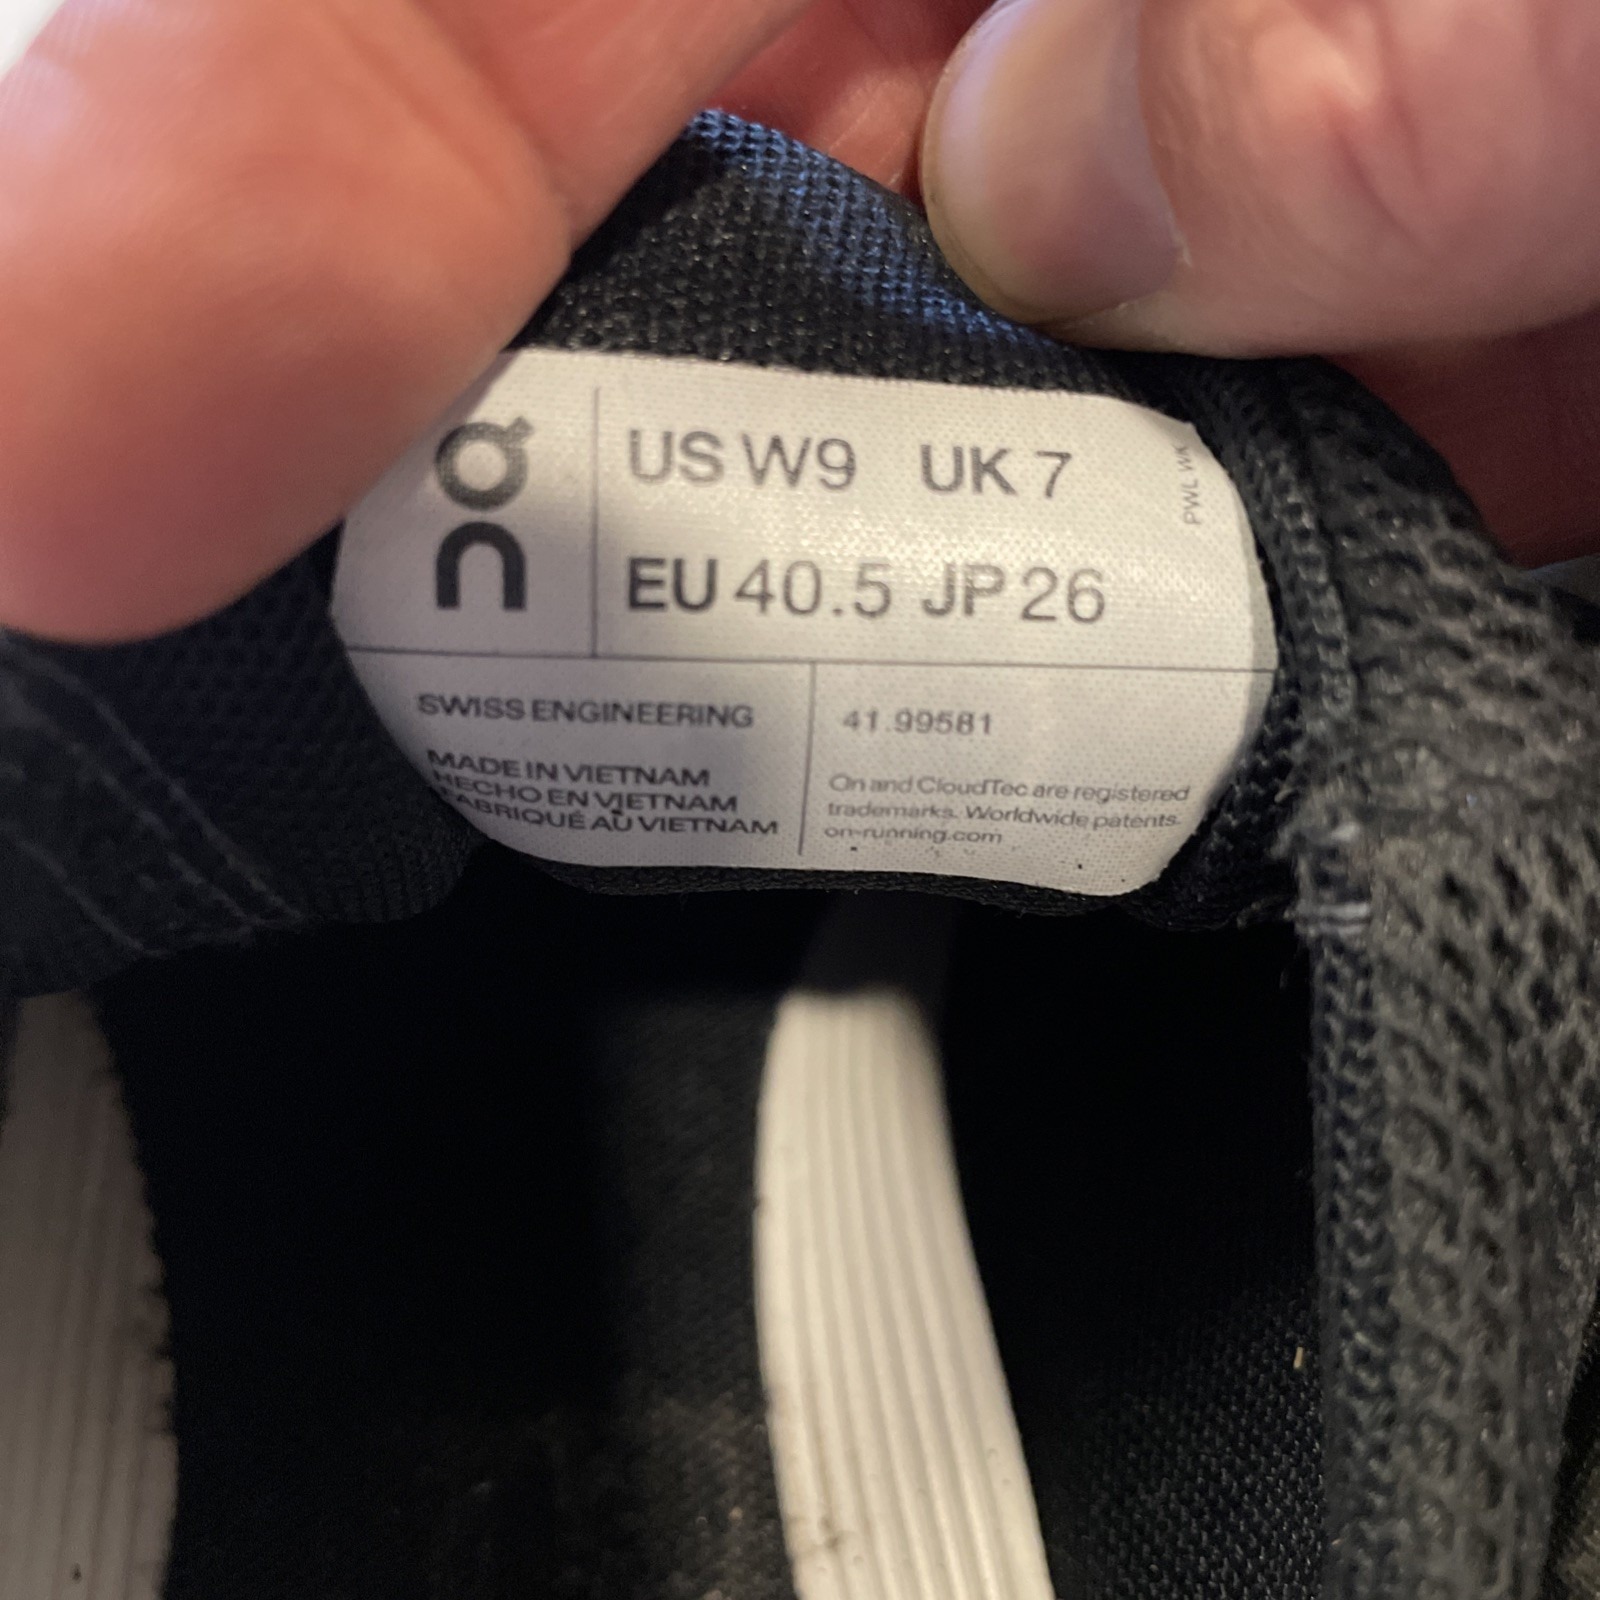 On
US W9 UK 7
EU 40.5 JP 26
PWL WK
SWISS ENGINEERING
MADE IN VIETNAM
HECHO EN VIETNAM
FABRIQUÉ AU VIETNAM
41.99581
On and CloudTec are registered
trademarks. Worldwide patents.
on-running.com